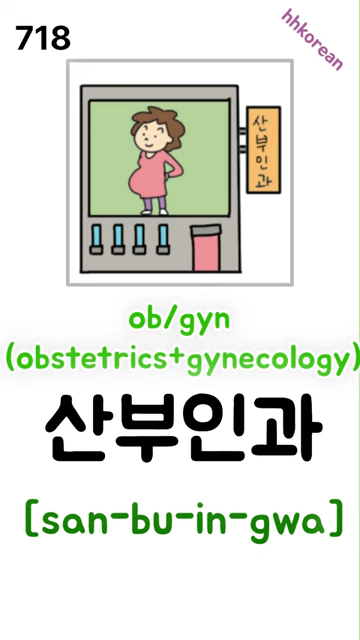 718
hhkorean
산부인과
ob/gyn
(obstetrics+gynecology)
산부인과
[san-bu-in-gwa]